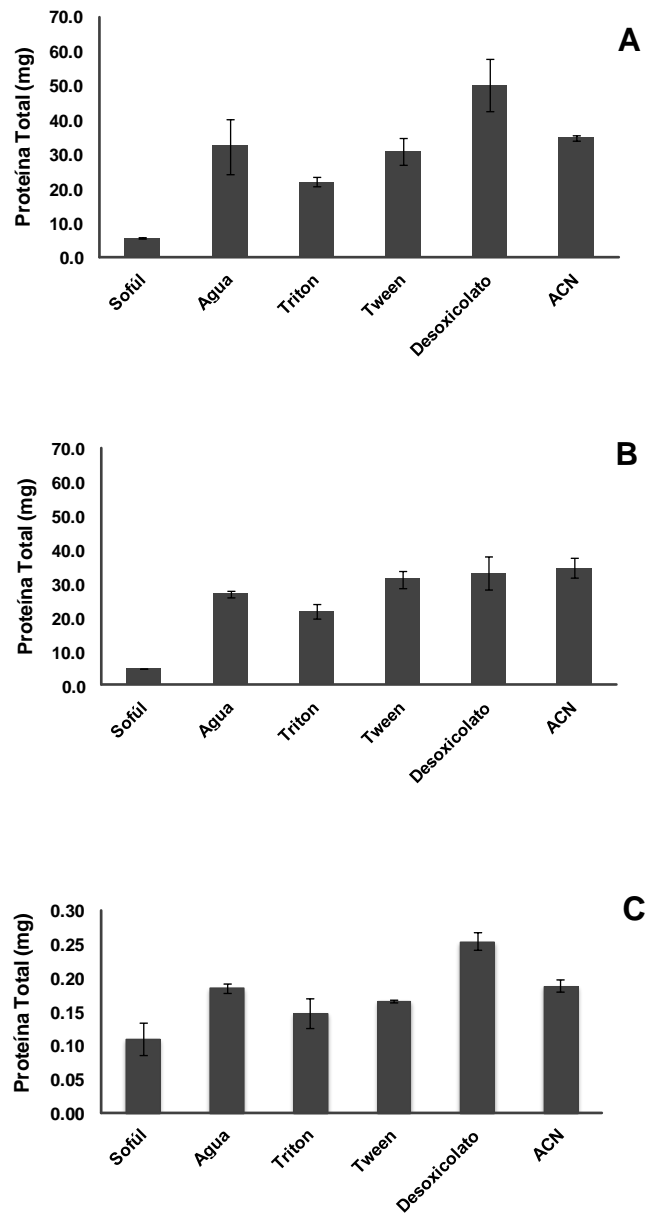 A
Proteína Total (mg)
70.0
60.0
50.0
40.0
30.0
20.0
10.0
0.0
Sofúl
Agua
Triton
Tween
Desoxicolato
ACN
B
Proteína Total (mg)
70.0
60.0
50.0
40.0
30.0
20.0
10.0
0.0
Sofúl
Agua
Triton
Tween
Desoxicolato
ACN
C
Proteína Total (mg)
0.30
0.25
0.20
0.15
0.10
0.05
0.00
Sofúl
Agua
Triton
Tween
Desoxicolato
ACN